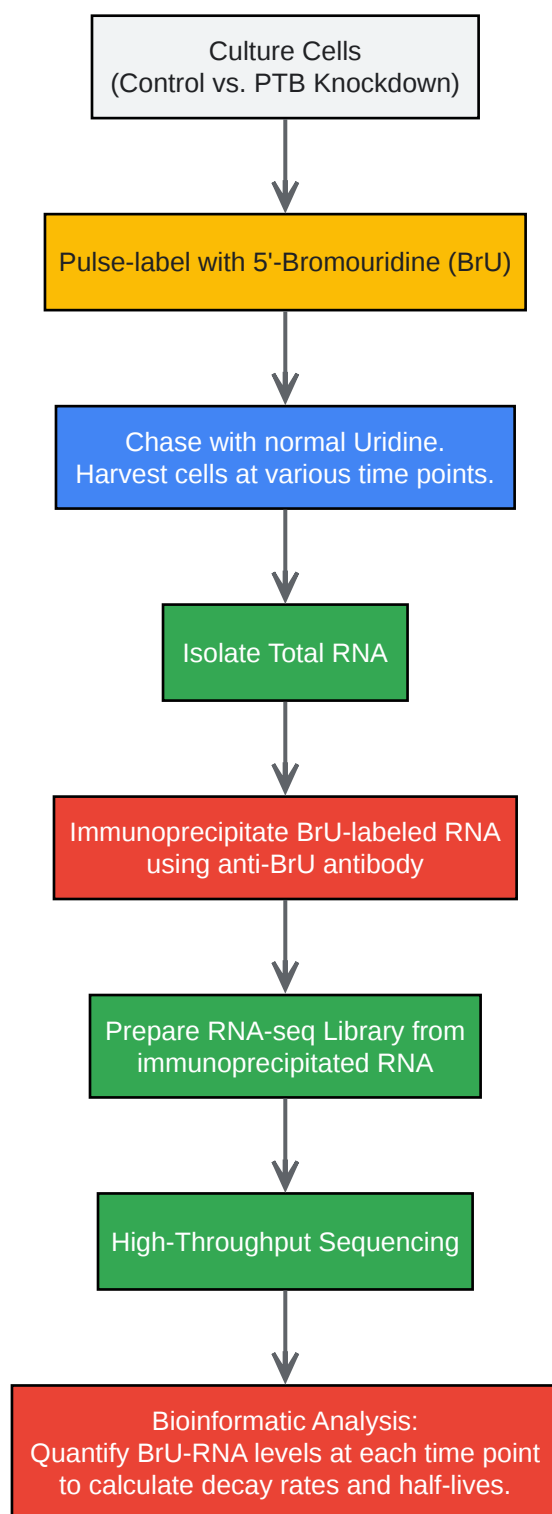 Culture Cells
(Control vs. PTB Knockdown)
Pulse-label with 5'-Bromouridine (BrU)
Chase with normal Uridine.
Harvest cells at various time points.
Isolate Total RNA
Immunoprecipitate BrU-labeled RNA
using anti-BrU antibody
Prepare RNA-seq Library from
immunoprecipitated RNA
High-Throughput Sequencing
Bioinformatic Analysis:
Quantify BrU-RNA levels at each time point
to calculate decay rates and half-lives.